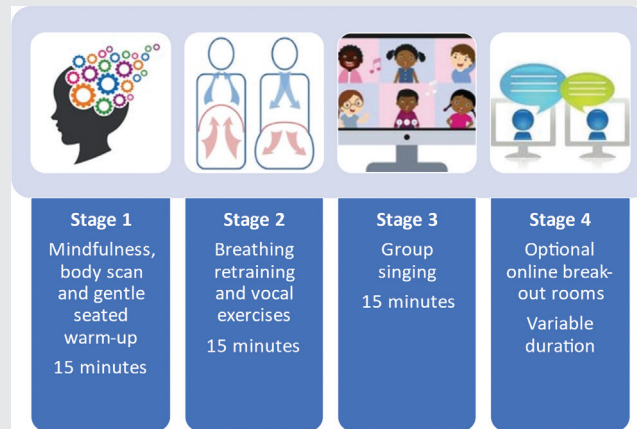 Stage 1
Mindfulness,
body scan
and gentle
seated
warm-up
15 minutes
Stage 2
Breathing
retraining
and vocal
exercises
15 minutes
Stage 3
Group
singing
15 minutes
Stage 4
Optional
online break-
out rooms
Variable
duration